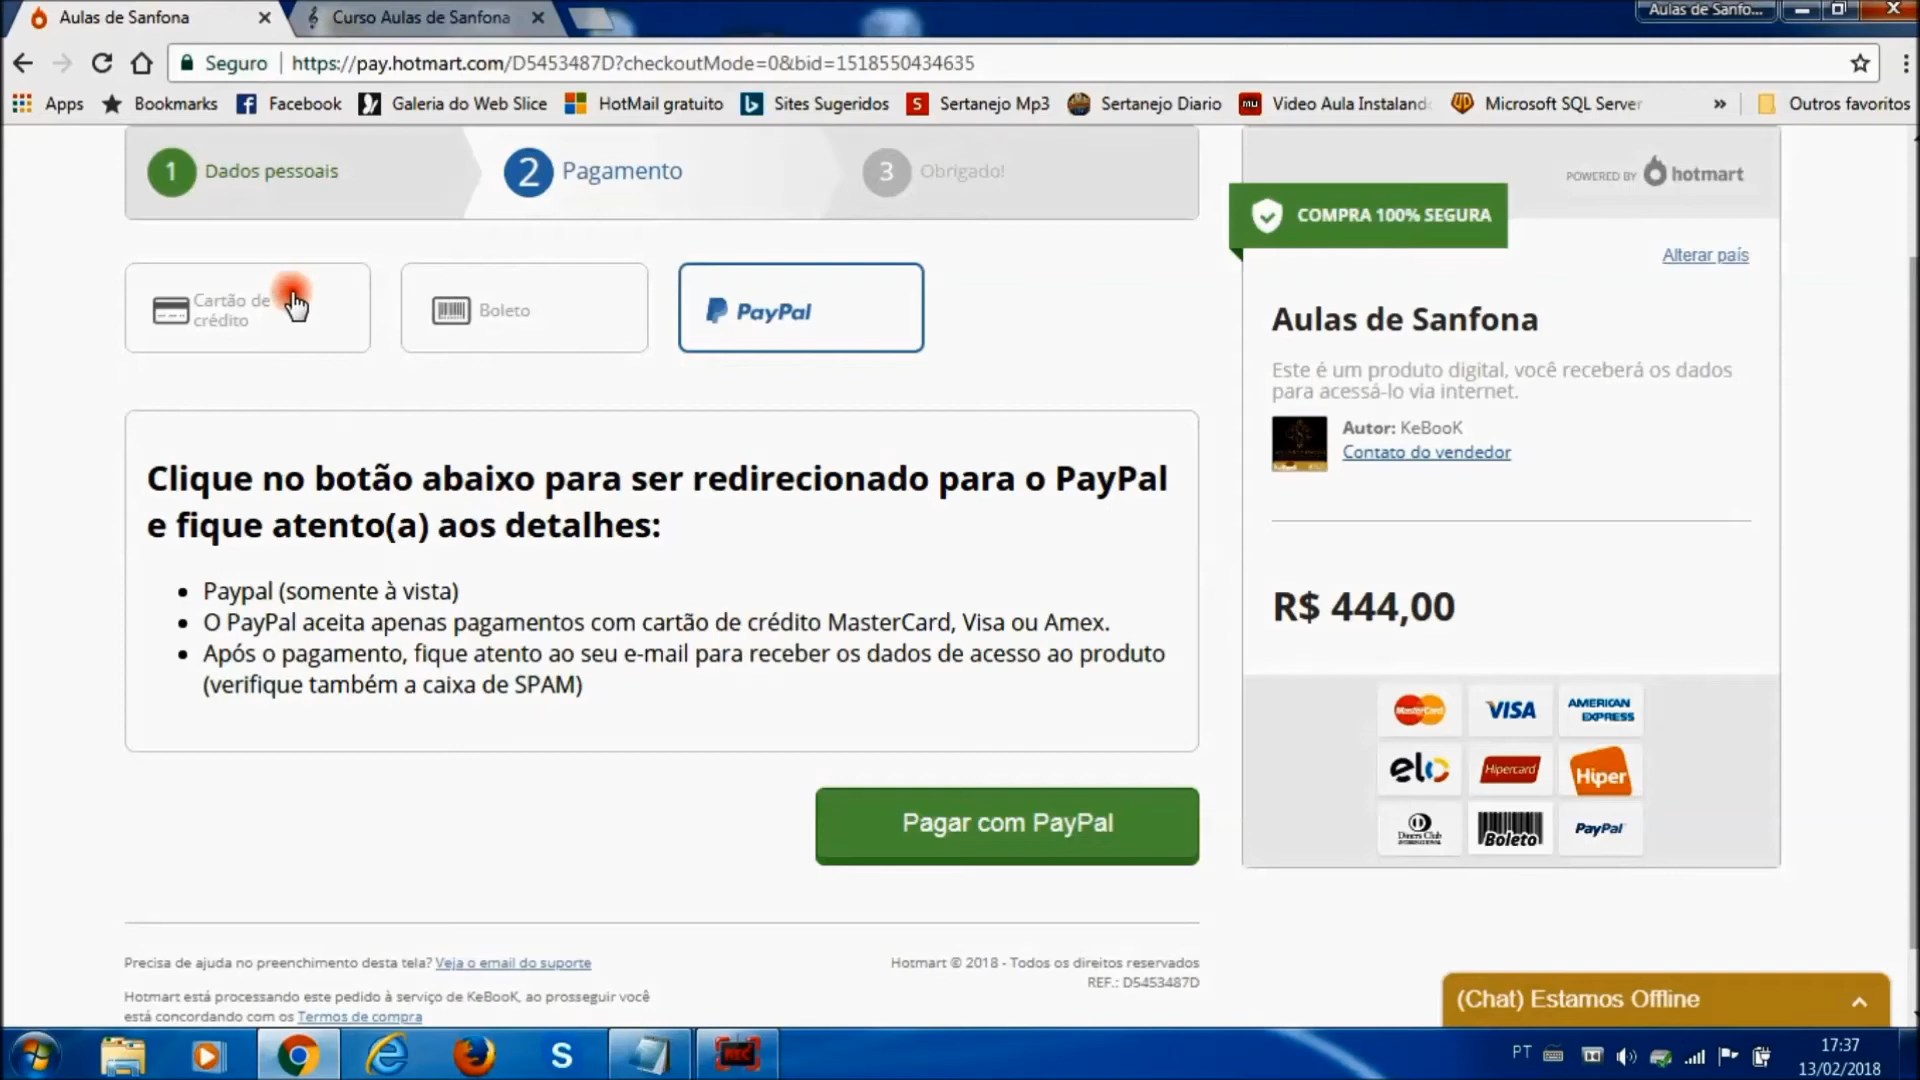 Aulas de Sanfona
Curso Aulas de Sanfona
Aulas de Sanfo...
Seguro
https://pay.hotmart.com/D5453487D?checkoutMode=0&bid=1518550434635
Apps
Bookmarks
Facebook
Galeria do Web Slice
HotMail gratuito
Sites Sugeridos
Sertanejo Mp3
Sertanejo Diario
Video Aula Instaland
Microsoft SQL Server
»
Outros favoritos
1 Dados pessoais
2 Pagamento
3 Obrigado!
POWERED BY hotmart
COMPRA 100% SEGURA
Alterar país
Cartão de
crédito
Boleto
PayPal
Aulas de Sanfona
Este é um produto digital, você receberá os dados
para acessá-lo via internet.
Autor: KeBooK
Contato do vendedor
Clique no botão abaixo para ser redirecionado para o PayPal
e fique atento(a) aos detalhes:
Paypal (somente à vista)
O PayPal aceita apenas pagamentos com cartão de crédito MasterCard, Visa ou Amex.
Após o pagamento, fique atento ao seu e-mail para receber os dados de acesso ao produto
(verifique também a caixa de SPAM)
R$ 444,00
MasterCard
VISA
AMERICAN
EXPRESS
elo
Hipercard
Hiper
Diners Club
INTERNATIONAL
Boleto
PayPal
Pagar com PayPal
Precisa de ajuda no preenchimento desta tela? Veja o email do suporte
Hotmart © 2018 - Todos os direitos reservados
REF.: D5453487D
Hotmart está processando este pedido à serviço de KeBooK, ao prosseguir você
está concordando com os Termos de compra
(Chat) Estamos Offline
S
REC
PT
17:37
13/02/2018